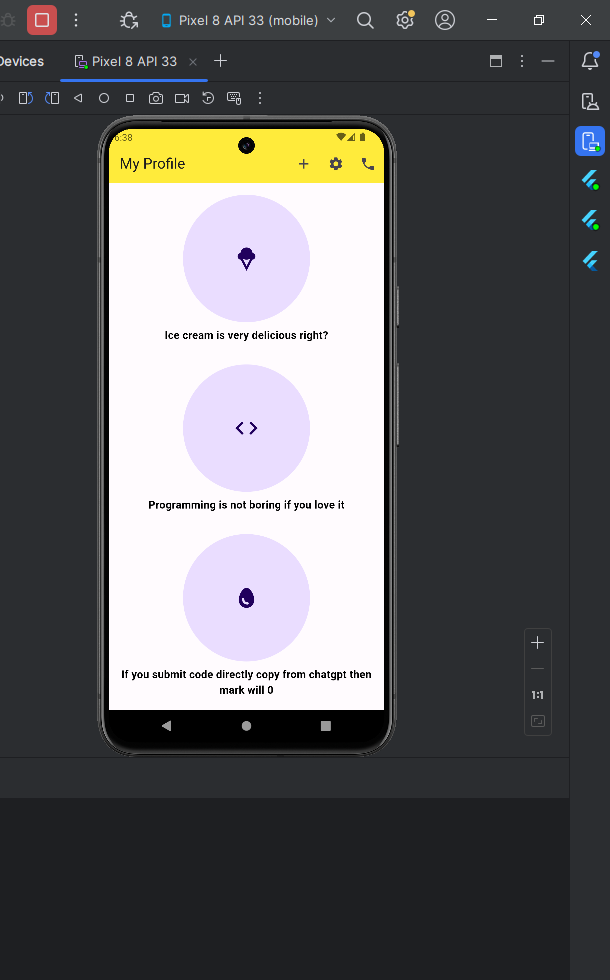 Pixel 8 API 33 (mobile)
Devices
Pixel 8 API 33
6:38
My Profile
Ice cream is very delicious right?
Programming is not boring if you love it
If you submit code directly copy from chatgpt then
mark will 0
1:1